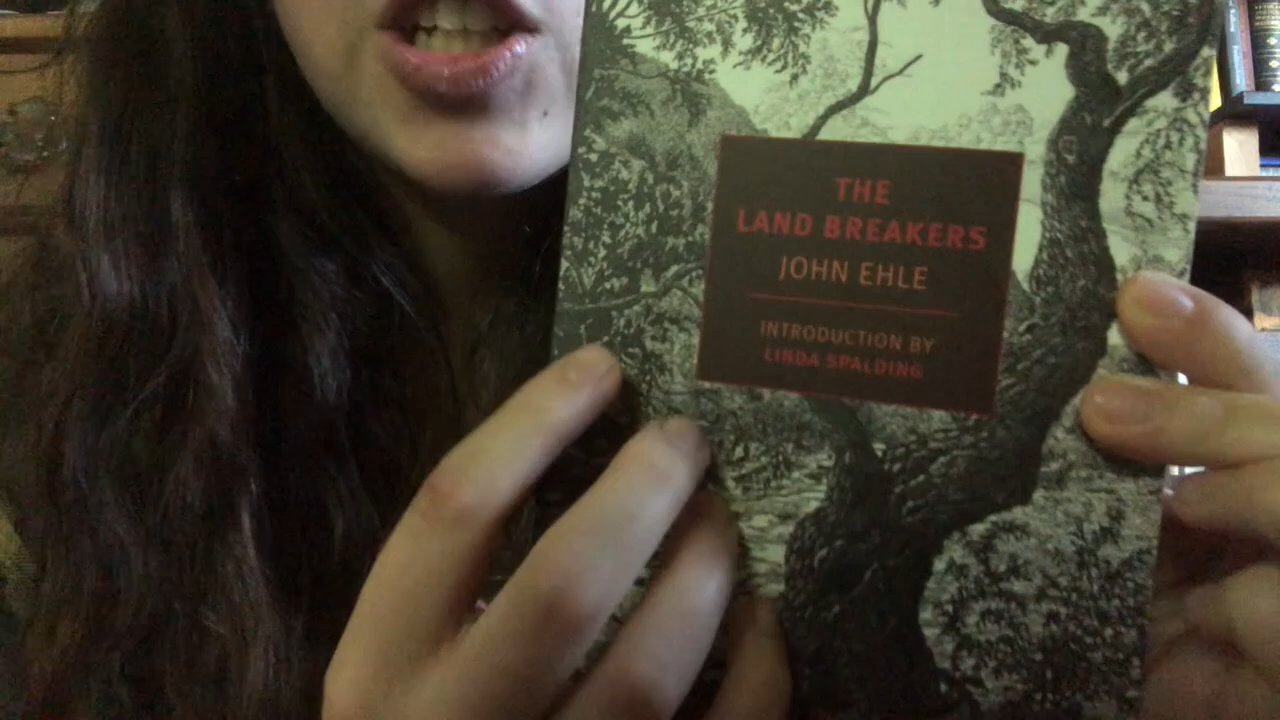 THE
LAND BREAKERS
JOHN EHLE
INTRODUCTION BY
LINDA SPALDING